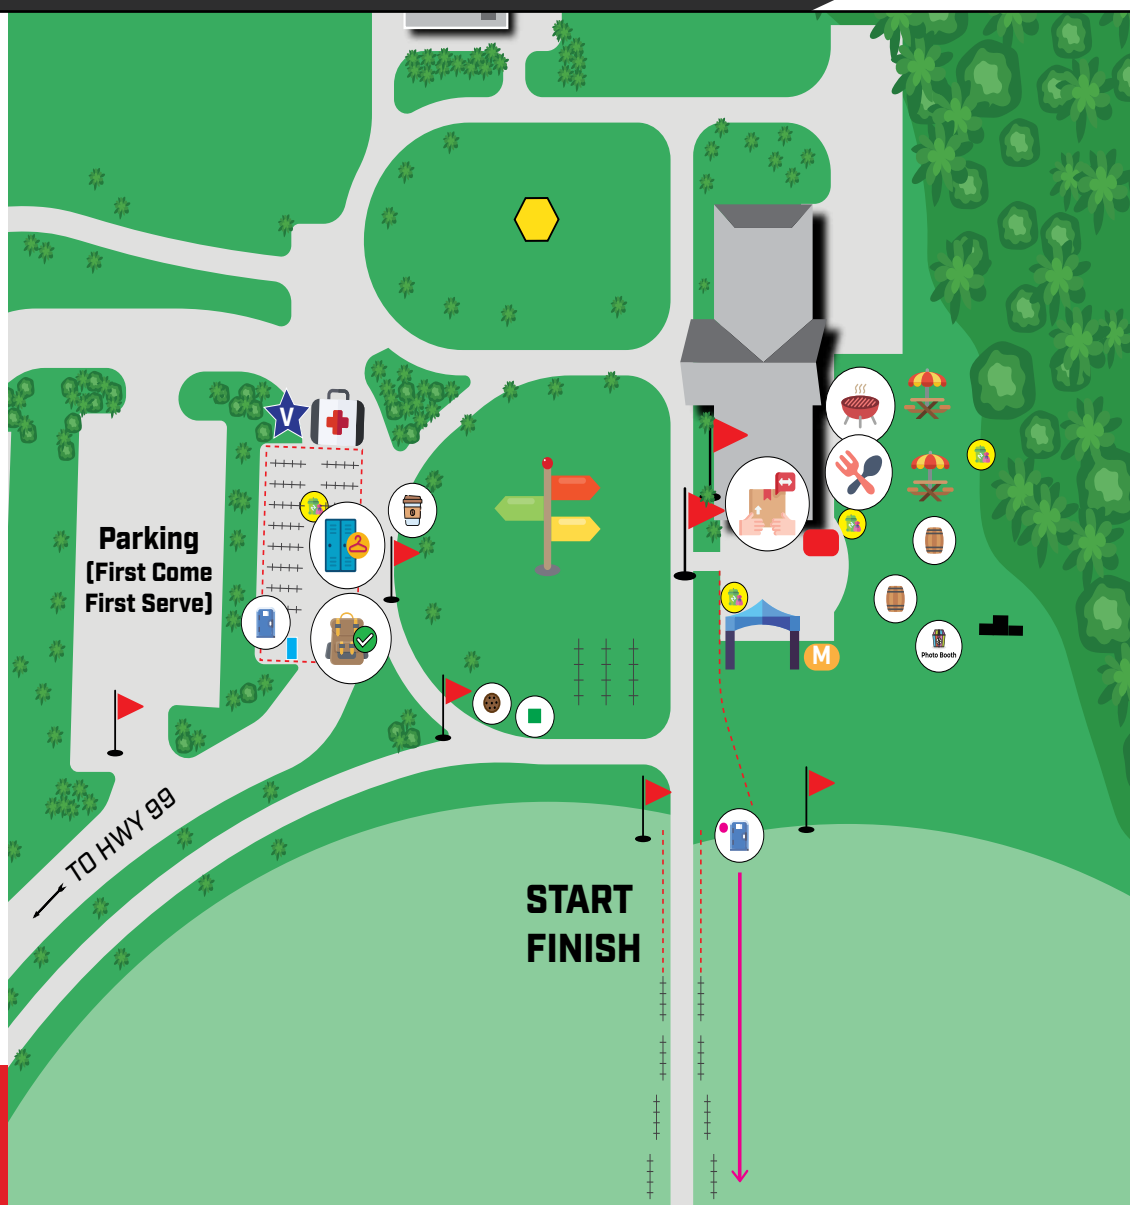 V
Parking
(First Come
First Serve)
M
Photo Booth
TO HWY 99
START
FINISH